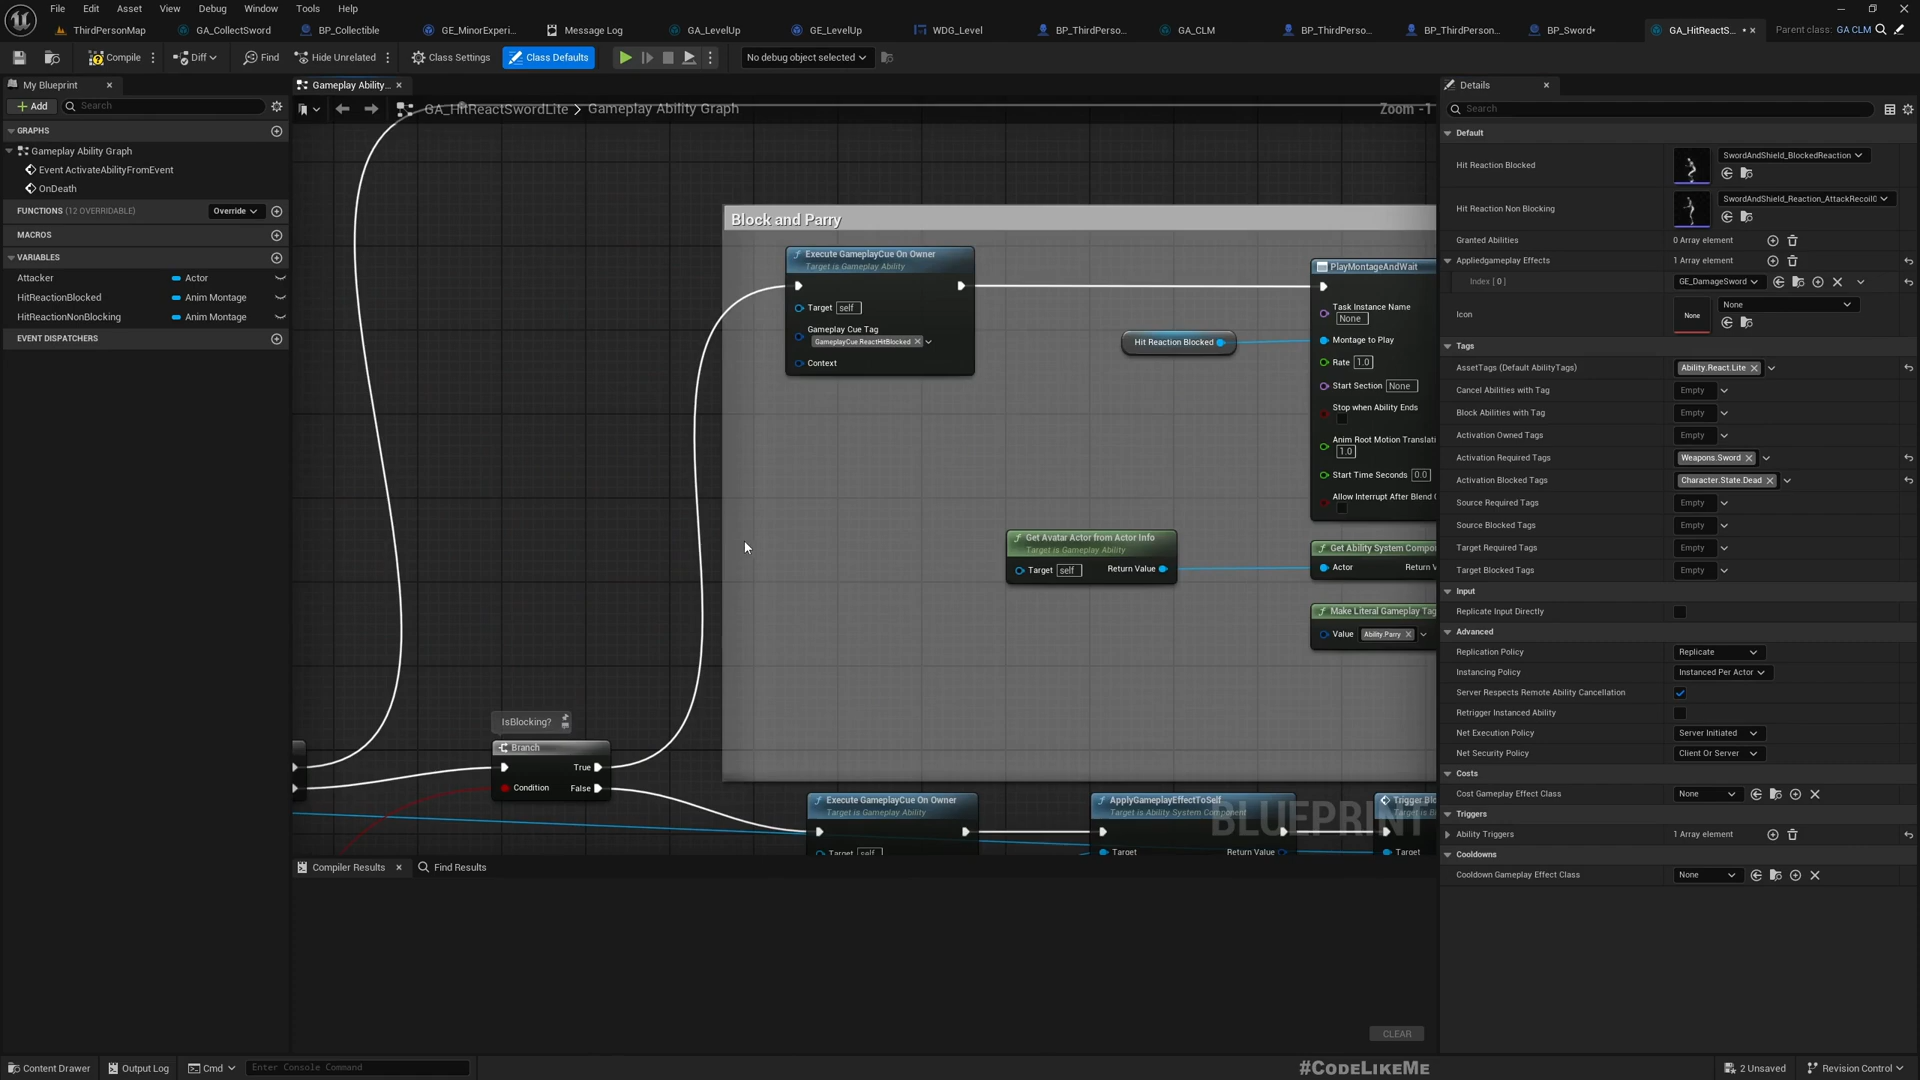 File Edit Asset View Debug Window Tools Help
ThirdPersonMap GA_CollectSword BP_Collectible GE_MinorExperi... Message Log GA_LevelUp GE_LevelUp WDG_Level BP_ThirdPerso... GA_CLM BP_ThirdPerso... BP_ThirdPerson... BP_Sword* GA_HitReactS... Parent class: GA CLM
Compile Diff Find Hide Unrelated Class Settings Class Defaults No debug object selected
My Blueprint
Add Search
GRAPHS
Gameplay Ability Graph
Event ActivateAbilityFromEvent
OnDeath
FUNCTIONS (12 OVERRIDABLE) Override
MACROS
VARIABLES
Attacker Actor
HitReactionBlocked Anim Montage
HitReactionNonBlocking Anim Montage
EVENT DISPATCHERS
Gameplay Ability...
GA_HitReactSwordLite > Gameplay Ability Graph Zoom -1
Block and Parry
Execute GameplayCue On Owner
Target is Gameplay Ability
Target self
Gameplay Cue Tag
GameplayCue.ReactHitBlocked
Context
Hit Reaction Blocked
PlayMontageAndWait
Task Instance Name
None
Montage to Play
Rate 1.0
Start Section None
Stop when Ability Ends
Anim Root Motion Translati
1.0
Start Time Seconds 0.0
Allow Interrupt After Blend
Get Avatar Actor from Actor Info
Target is Gameplay Ability
Target self Return Value
Get Ability System Compo
Actor Return V
Make Literal Gameplay Tag
Value Ability.Parry
IsBlocking?
Branch
True
Condition False
Execute GameplayCue On Owner
Target is Gameplay Ability
Target self
ApplyGameplayEffectToSelf
Target is Ability System Component
Target Return Value
Trigger Blo
Target
BLUEPRINT
Compiler Results Find Results
CLEAR
Details
Search
Default
Hit Reaction Blocked SwordAndShield_BlockedReaction
Hit Reaction Non Blocking SwordAndShield_Reaction_AttackRecoil
Granted Abilities 0 Array element
Appliedgameplay Effects 1 Array element
Index [ 0 ] GE_DamageSword
Icon None None
Tags
AssetTags (Default AbilityTags) Ability.React.Lite
Cancel Abilities with Tag Empty
Block Abilities with Tag Empty
Activation Owned Tags Empty
Activation Required Tags Weapons.Sword
Activation Blocked Tags Character.State.Dead
Source Required Tags Empty
Source Blocked Tags Empty
Target Required Tags Empty
Target Blocked Tags Empty
Input
Replicate Input Directly
Advanced
Replication Policy Replicate
Instancing Policy Instanced Per Actor
Server Respects Remote Ability Cancellation
Retrigger Instanced Ability
Net Execution Policy Server Initiated
Net Security Policy Client Or Server
Costs
Cost Gameplay Effect Class None
Triggers
Ability Triggers 1 Array element
Cooldowns
Cooldown Gameplay Effect Class None
Content Drawer Output Log Cmd Enter Console Command #CODELIKEME 2 Unsaved Revision Control